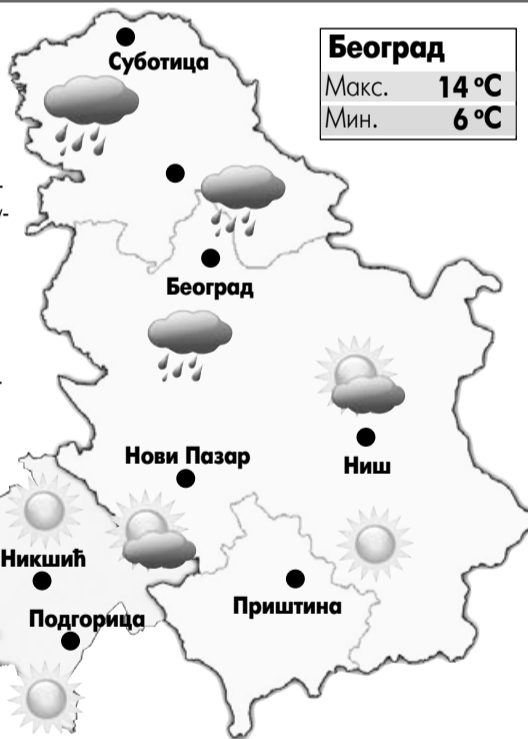 Суботица
Београд
Макс. 14 °C
Мин. 6 °C
Београд
Нови Пазар
Ниш
Никшић
Приштина
Подгорица